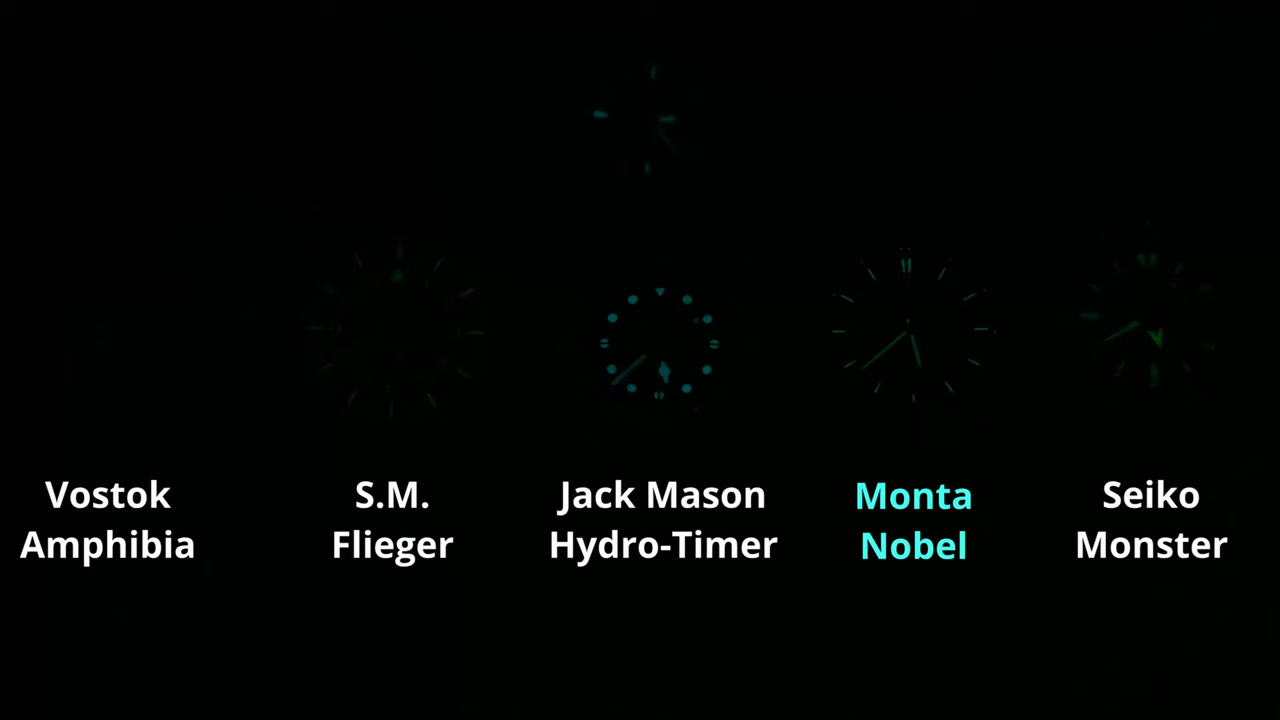 Vostok
Amphibia
S.M.
Flieger
Jack Mason
Hydro-Timer
Monta
Nobel
Seiko
Monster